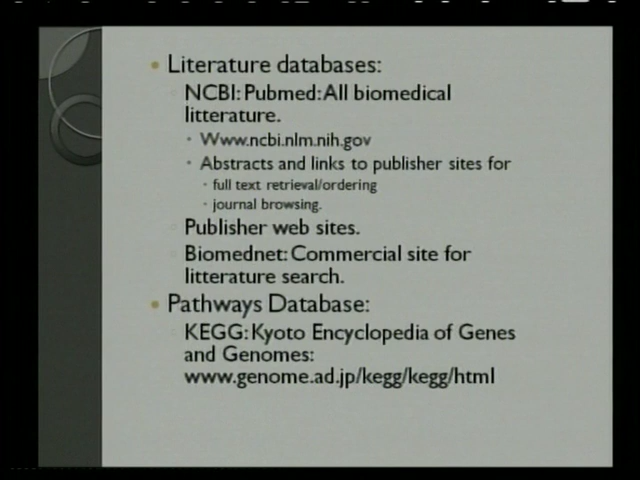 Literature databases:
NCBI: Pubmed: All biomedical
litterature.
Www.ncbi.nlm.nih.gov
Abstracts and links to publisher sites for
full text retrieval/ordering
journal browsing.
Publisher web sites.
Biomednet: Commercial site for
litterature search.
Pathways Database:
KEGG: Kyoto Encyclopedia of Genes
and Genomes:
www.genome.ad.jp/kegg/kegg/html